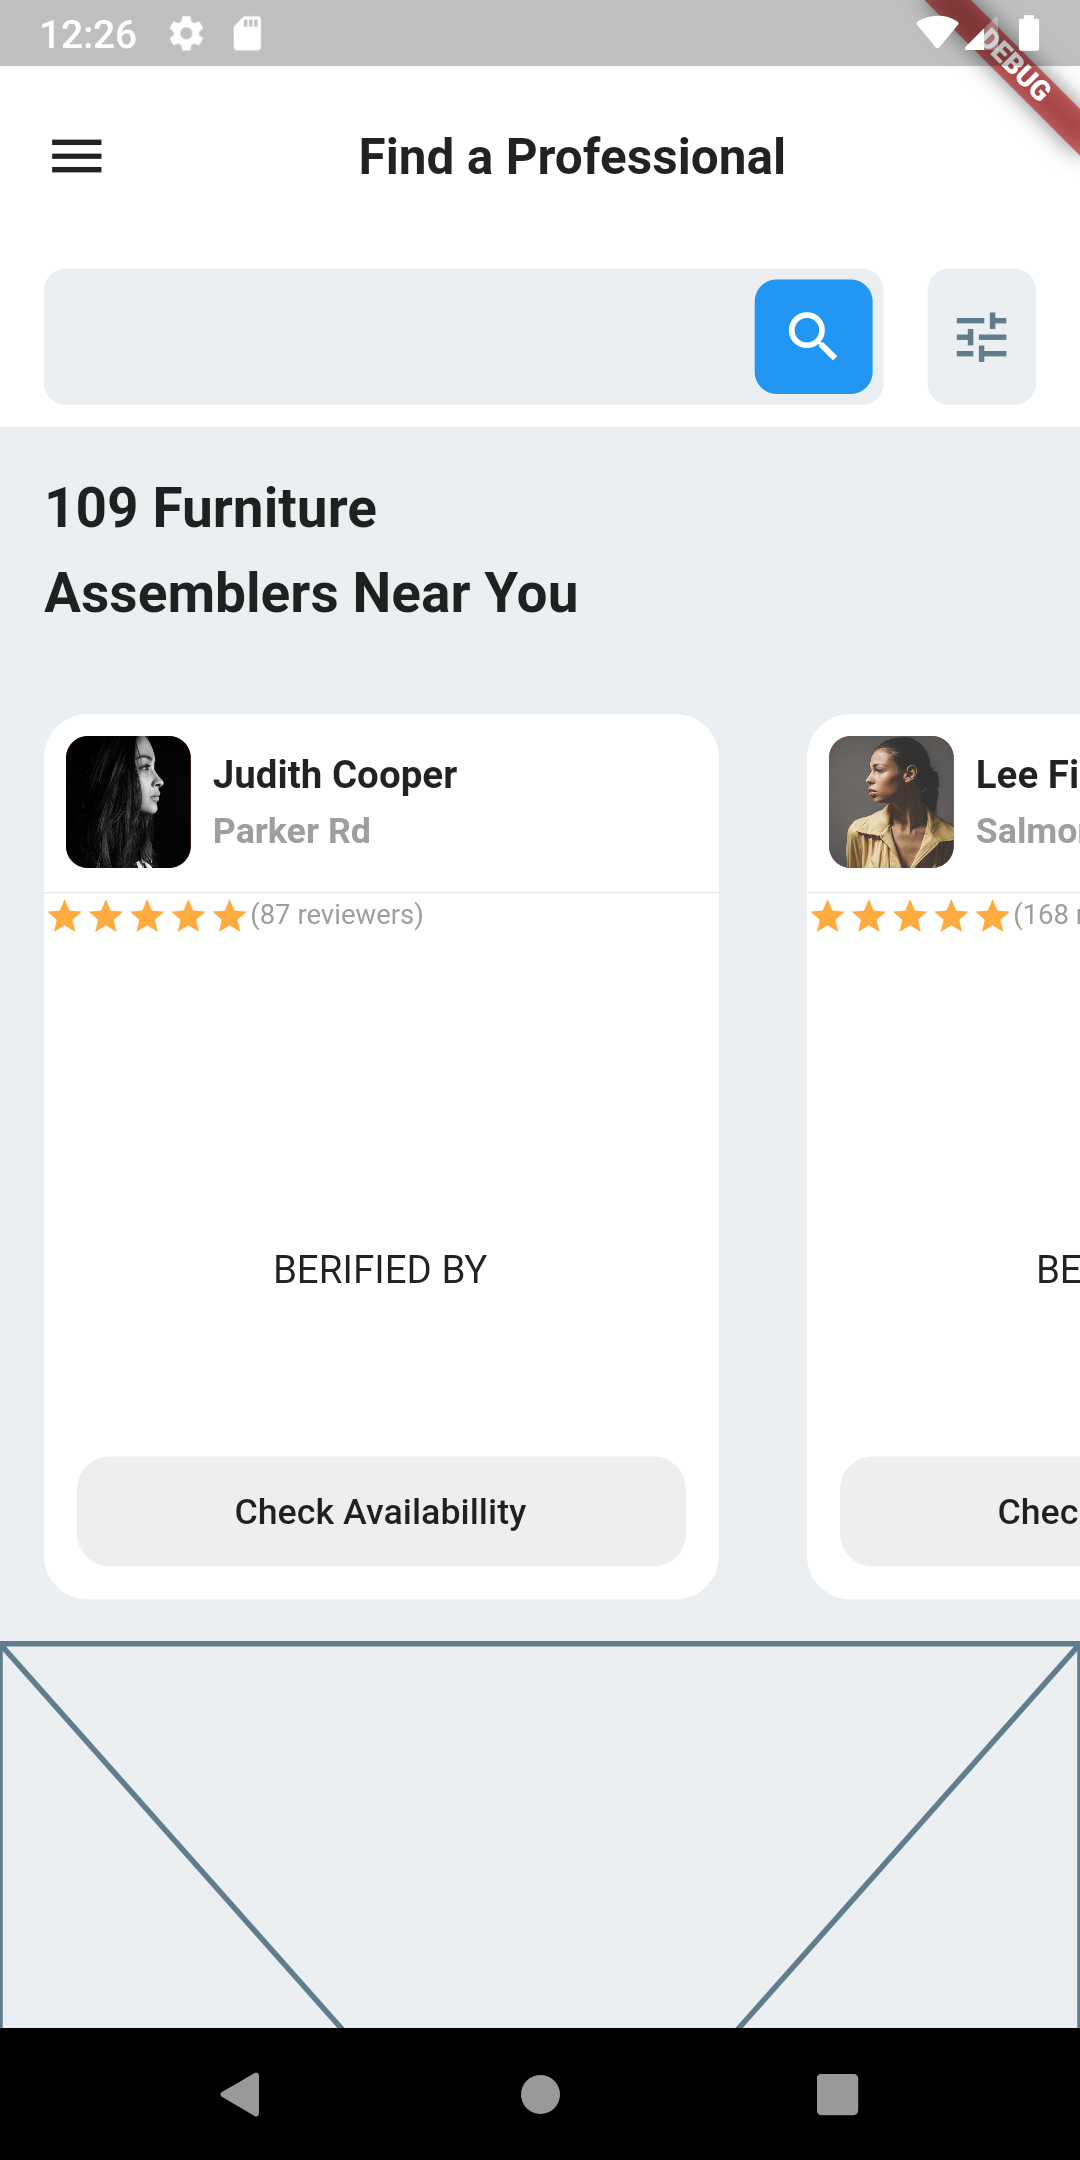 12:26
DEBUG
Find a Professional
109 Furniture
Assemblers Near You
Judith Cooper
Parker Rd
(87 reviewers)
BERIFIED BY
Check Availabillity
Lee Fi
Salmo
(168
BE
Chec